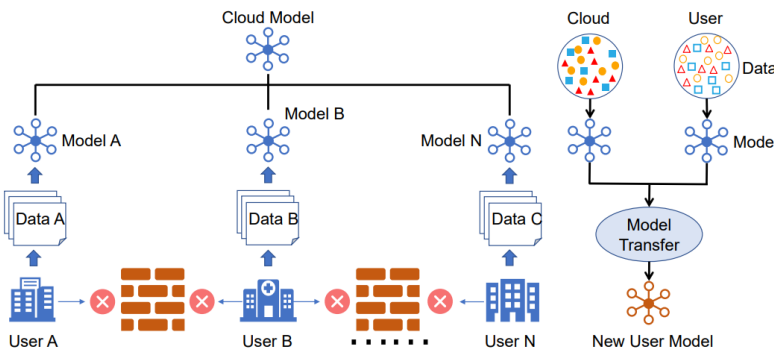 Cloud Model
Model A
Model B
Model N
Data A
Data B
Data C
User A
User B
User N
Cloud
User
Data
Model
Model
Transfer
New User Model